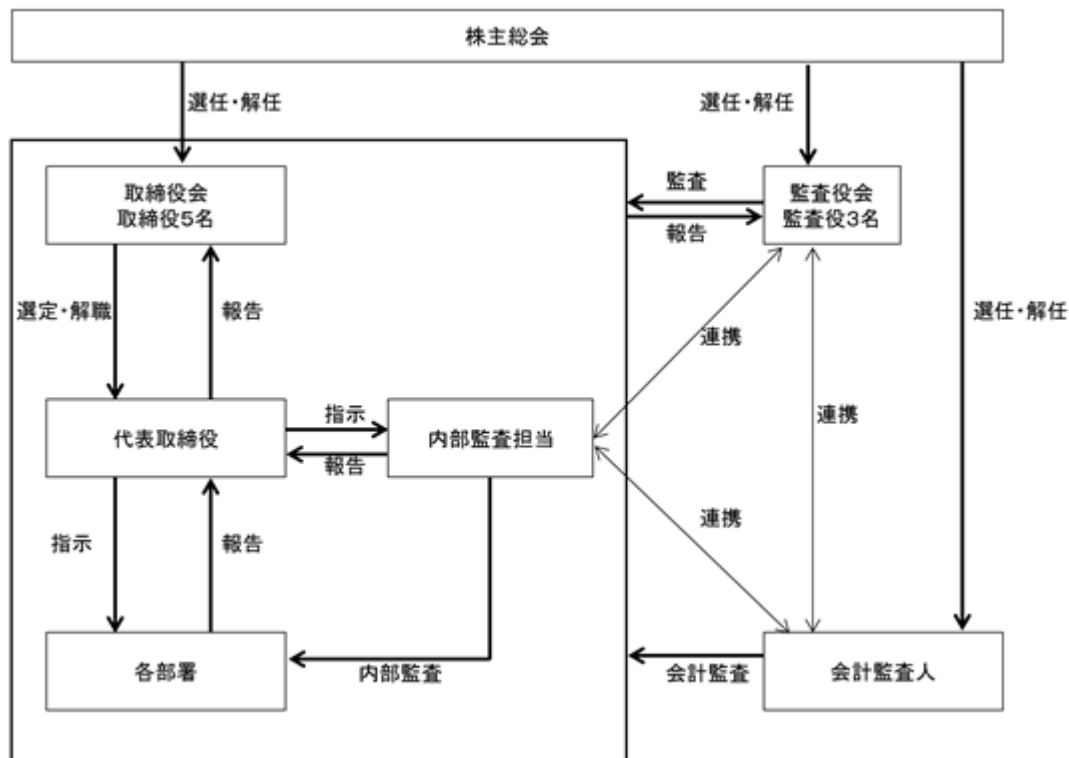 株主総会
選任・解任
選任・解任
取締役会
取締役5名
監査
報告
監査役会
監査役3名
選定・解職
報告
連携
選任・解任
代表取締役
指示
報告
内部監査担当
連携
指示
報告
連携
各部署
内部監査
会計監査
会計監査人